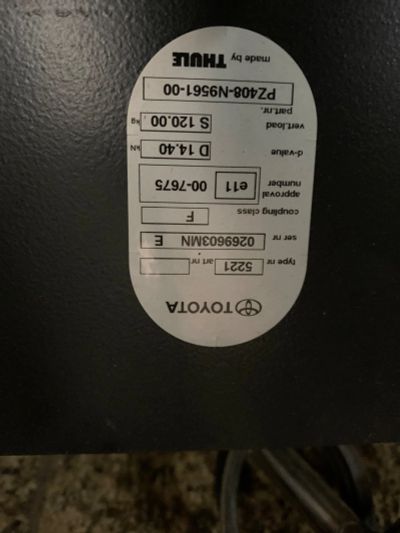 TOYOTA
type nr 5221 art nr
ser nr 0269603MN E
coupling class F
approval number e11 00-7675
d-value D 14.40 kN
vert.load S 120.00 kg
part.nr.
PZ408-N9561-00
made by THULE